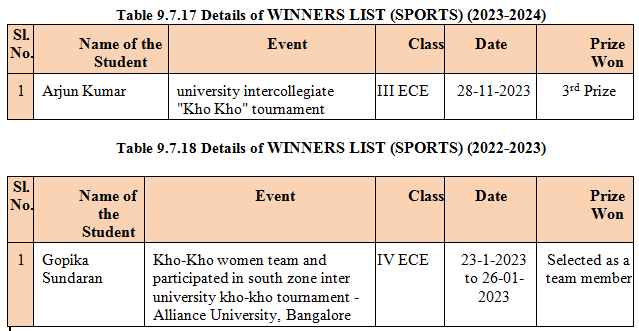 Table 9.7.17 Details of WINNERS LIST (SPORTS) (2023-2024)
Sl. No. Name of the Student Event Class Date Prize Won
1 Arjun Kumar university intercollegiate III ECE 28-11-2023 3rd Prize
"Kho Kho" tournament
Table 9.7.18 Details of WINNERS LIST (SPORTS) (2022-2023)
Sl. No. Name of the Student Event Class Date Prize Won
1 Gopika Kho-Kho women team and IV ECE 23-1-2023 Selected as a
Sundaran participated in south zone inter to 26-01- team member
university kho-kho tournament - 2023
Alliance University, Bangalore